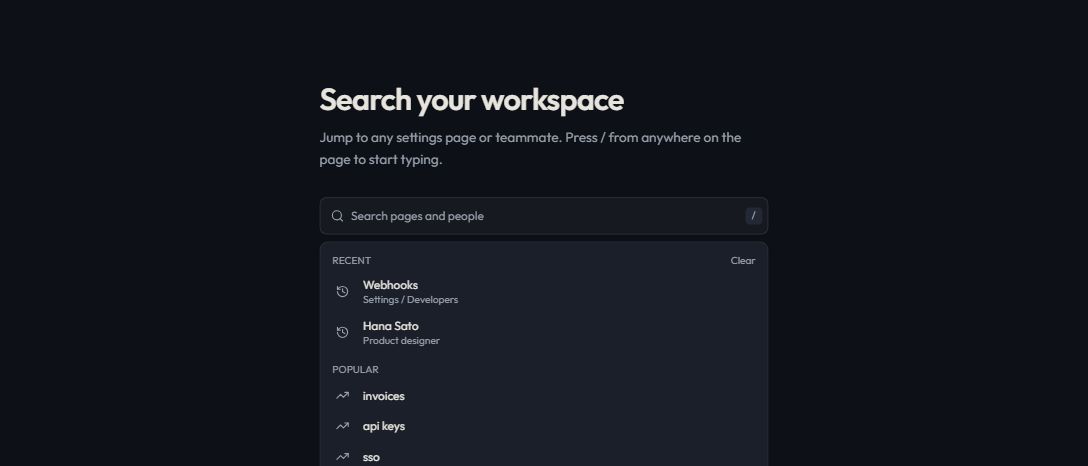 Search your workspace
Jump to any settings page or teammate. Press / from anywhere on the
page to start typing.
Search pages and people
/
RECENT
Clear
Webhooks
Settings / Developers
Hana Sato
Product designer
POPULAR
invoices
api keys
sso